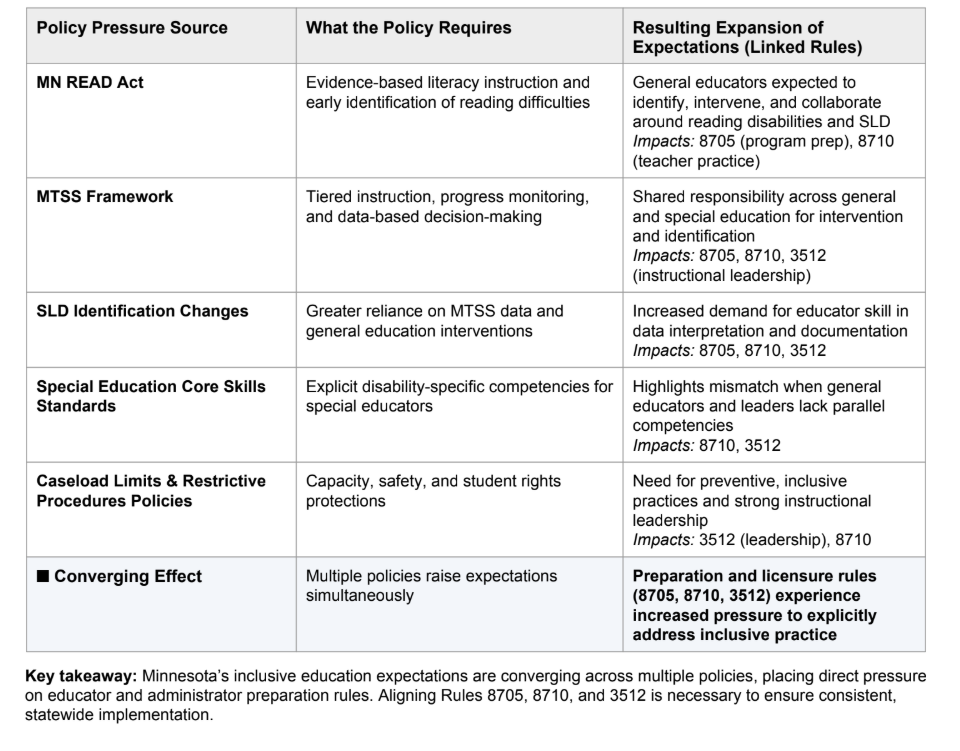 Policy Pressure Source
What the Policy Requires
Resulting Expansion of
Expectations (Linked Rules)
MN READ Act
Evidence-based literacy instruction and
early identification of reading difficulties
General educators expected to
identify, intervene, and collaborate
around reading disabilities and SLD
Impacts: 8705 (program prep), 8710
(teacher practice)
MTSS Framework
Tiered instruction, progress monitoring,
and data-based decision-making
Shared responsibility across general
and special education for intervention
and identification
Impacts: 8705, 8710, 3512
(instructional leadership)
SLD Identification Changes
Greater reliance on MTSS data and
general education interventions
Increased demand for educator skill in
data interpretation and documentation
Impacts: 8705, 8710, 3512
Special Education Core Skills
Standards
Explicit disability-specific competencies for
special educators
Highlights mismatch when general
educators and leaders lack parallel
competencies
Impacts: 8710, 3512
Caseload Limits & Restrictive
Procedures Policies
Capacity, safety, and student rights
protections
Need for preventive, inclusive
practices and strong instructional
leadership
Impacts: 3512 (leadership), 8710
■ Converging Effect
Multiple policies raise expectations
simultaneously
Preparation and licensure rules
(8705, 8710, 3512) experience
increased pressure to explicitly
address inclusive practice
Key takeaway: Minnesota's inclusive education expectations are converging across multiple policies, placing direct pressure
on educator and administrator preparation rules. Aligning Rules 8705, 8710, and 3512 is necessary to ensure consistent,
statewide implementation.